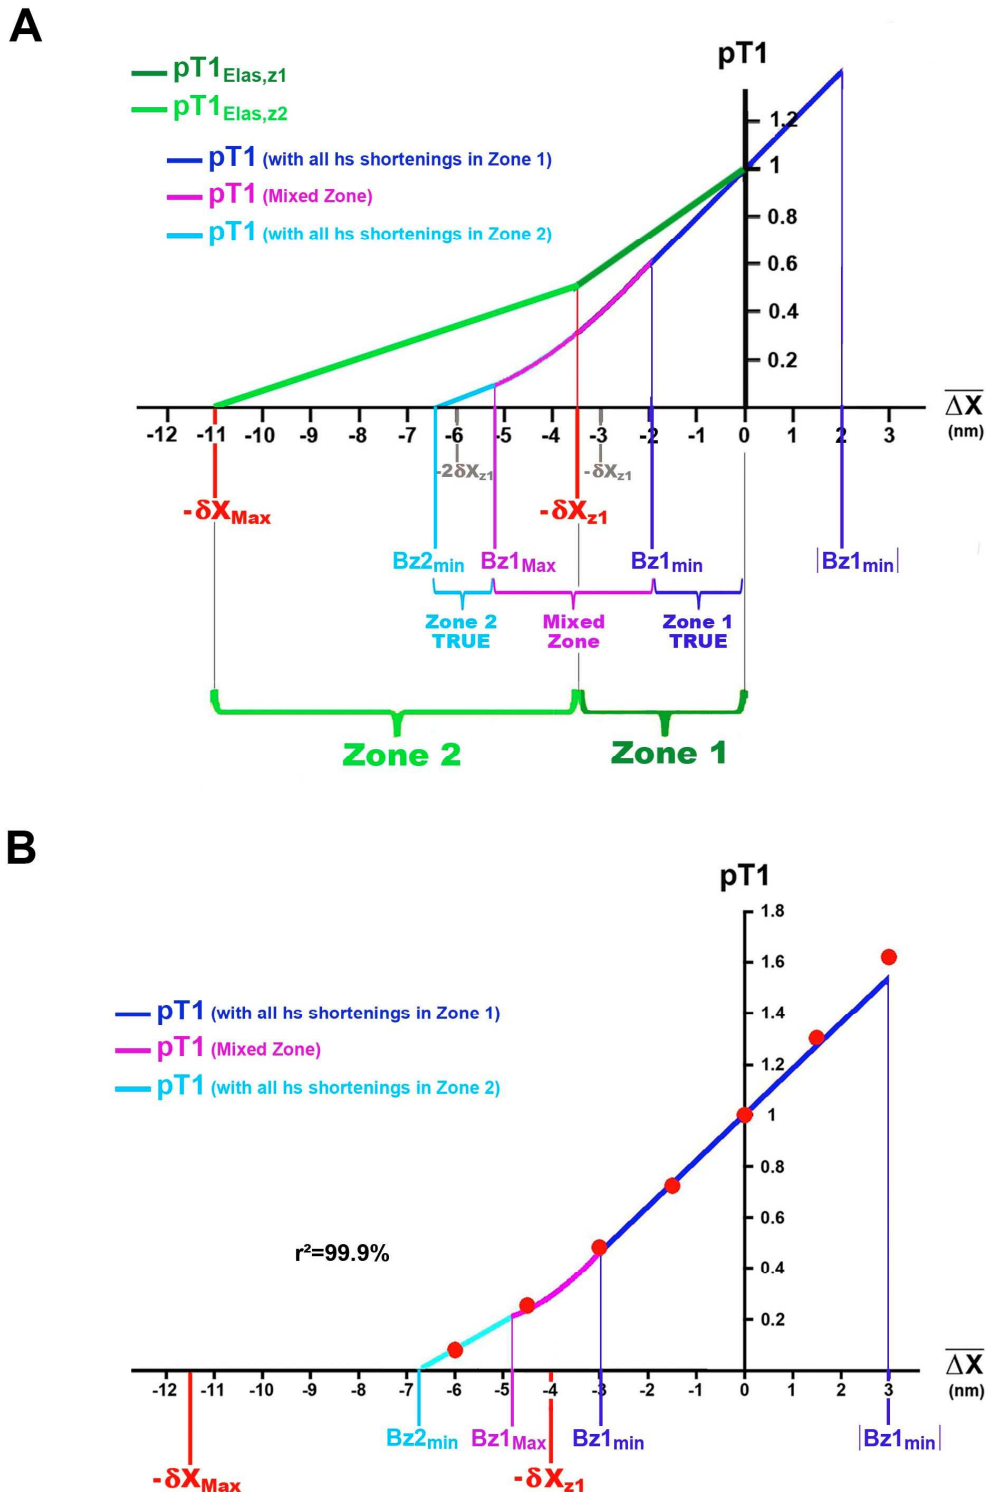 A
pT1
pT1Elas,z1
pT1Elas,z2
pT1 (with all hs shortenings in Zone 1)
pT1 (Mixed Zone)
pT1 (with all hs shortenings in Zone 2)
1.2
1
0.8
0.6
0.4
0.2
ΔX
(nm)
-12 -11 -10 -9 -8 -7 -6 -5 -4 -3 -2 -1 0 1 2 3
-2δXz1 -δXz1
-δXMax -δXz1
Bz2min Bz1Max Bz1min |Bz1min|
Zone 2 Mixed Zone 1
TRUE Zone TRUE
Zone 2 Zone 1
B
pT1
1.8
1.6
1.4
1.2
1
0.8
0.6
0.4
0.2
pT1 (with all hs shortenings in Zone 1)
pT1 (Mixed Zone)
pT1 (with all hs shortenings in Zone 2)
r²=99.9%
ΔX
(nm)
-12 -11 -10 -9 -8 -7 -6 -5 -4 -3 -2 -1 0 1 2 3
Bz2min Bz1Max Bz1min |Bz1min|
-δXMax -δXz1